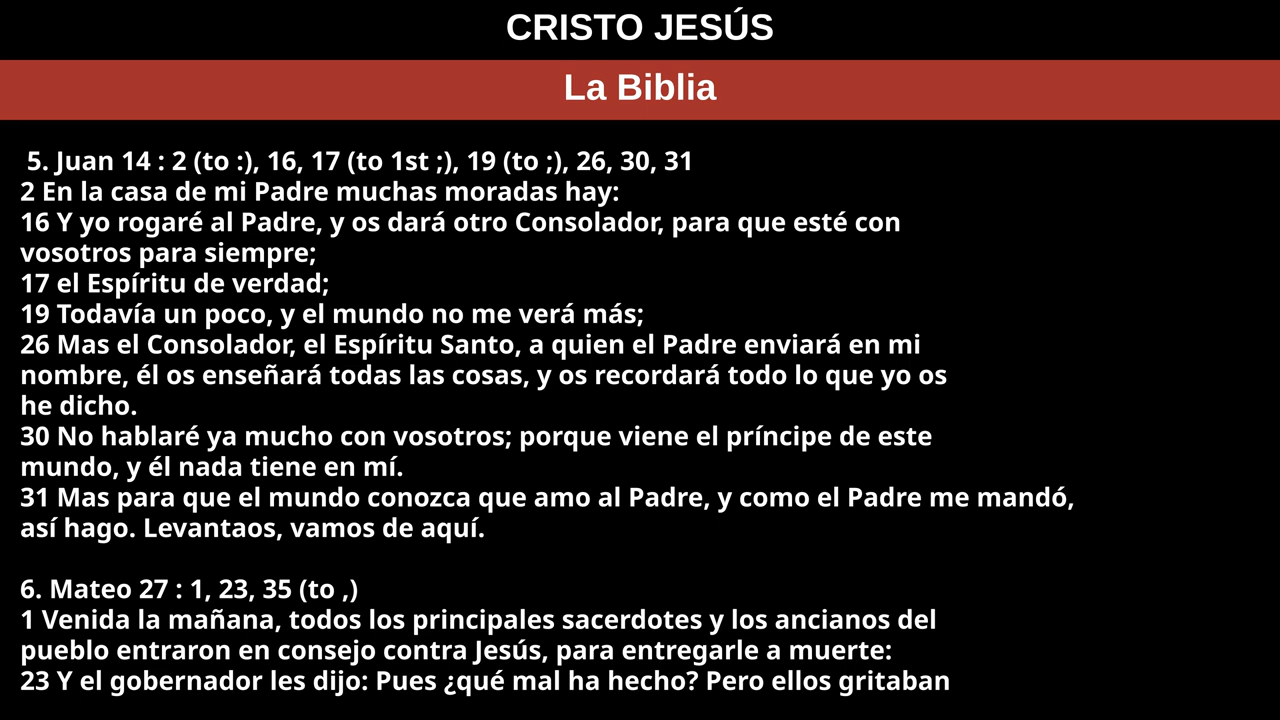 CRISTO JESÚS
La Biblia
5. Juan 14 : 2 (to :), 16, 17 (to 1st ;), 19 (to ;), 26, 30, 31
2 En la casa de mi Padre muchas moradas hay:
16 Y yo rogaré al Padre, y os dará otro Consolador, para que esté con
vosotros para siempre;
17 el Espíritu de verdad;
19 Todavía un poco, y el mundo no me verá más;
26 Mas el Consolador, el Espíritu Santo, a quien el Padre enviará en mi
nombre, él os enseñará todas las cosas, y os recordará todo lo que yo os
he dicho.
30 No hablaré ya mucho con vosotros; porque viene el príncipe de este
mundo, y él nada tiene en mí.
31 Mas para que el mundo conozca que amo al Padre, y como el Padre me mandó,
así hago. Levantaos, vamos de aquí.
6. Mateo 27 : 1, 23, 35 (to ,)
1 Venida la mañana, todos los principales sacerdotes y los ancianos del
pueblo entraron en consejo contra Jesús, para entregarle a muerte:
23 Y el gobernador les dijo: Pues ¿qué mal ha hecho? Pero ellos gritaban